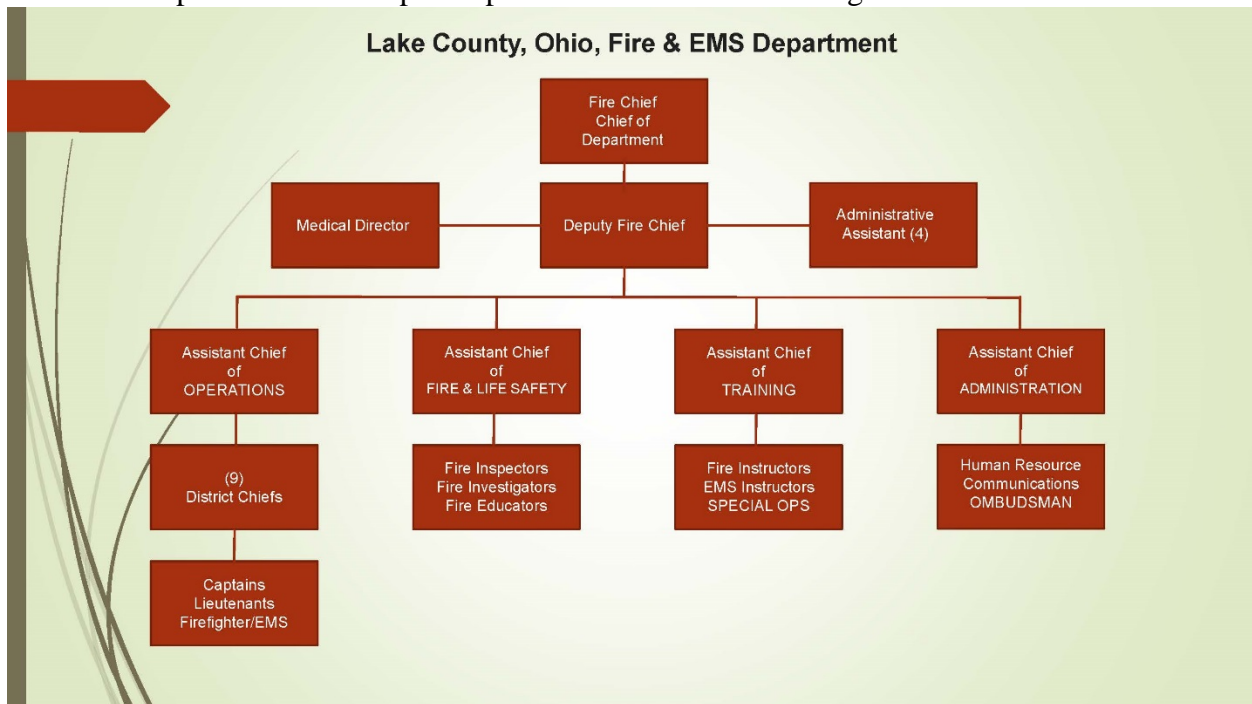 Lake County, Ohio, Fire & EMS Department
Fire Chief
Chief of
Department
Medical Director
Deputy Fire Chief
Administrative
Assistant (4)
Assistant Chief
of
OPERATIONS
Assistant Chief
of
FIRE & LIFE SAFETY
Assistant Chief
of
TRAINING
Assistant Chief
of
ADMINISTRATION
(9)
District Chiefs
Fire Inspectors
Fire Investigators
Fire Educators
Fire Instructors
EMS Instructors
SPECIAL OPS
Human Resource
Communications
OMBUDSMAN
Captains
Lieutenants
Firefighter/EMS